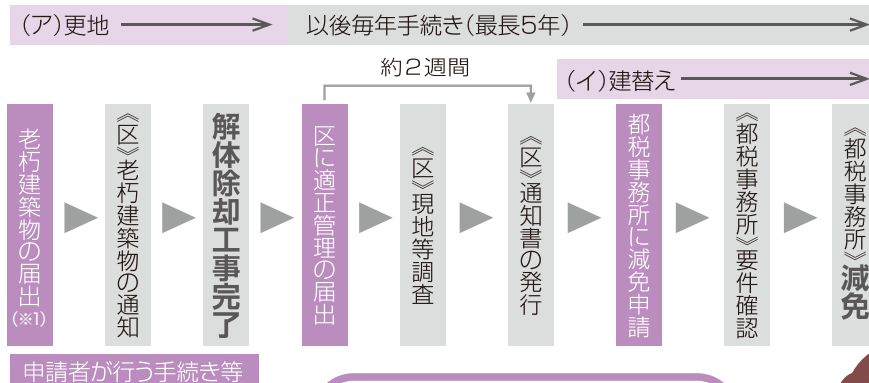 (ア)更地
以後毎年手続き(最長5年)
約2週間
(イ)建替え
老朽建築物の届出(※1)
《区》老朽建築物の通知
解体除却工事完了
区に適正管理の届出
《区》現地等調査
《区》通知書の発行
都税事務所に減免申請
《都税事務所》要件確認
《都税事務所》減免
申請者が行う手続き等